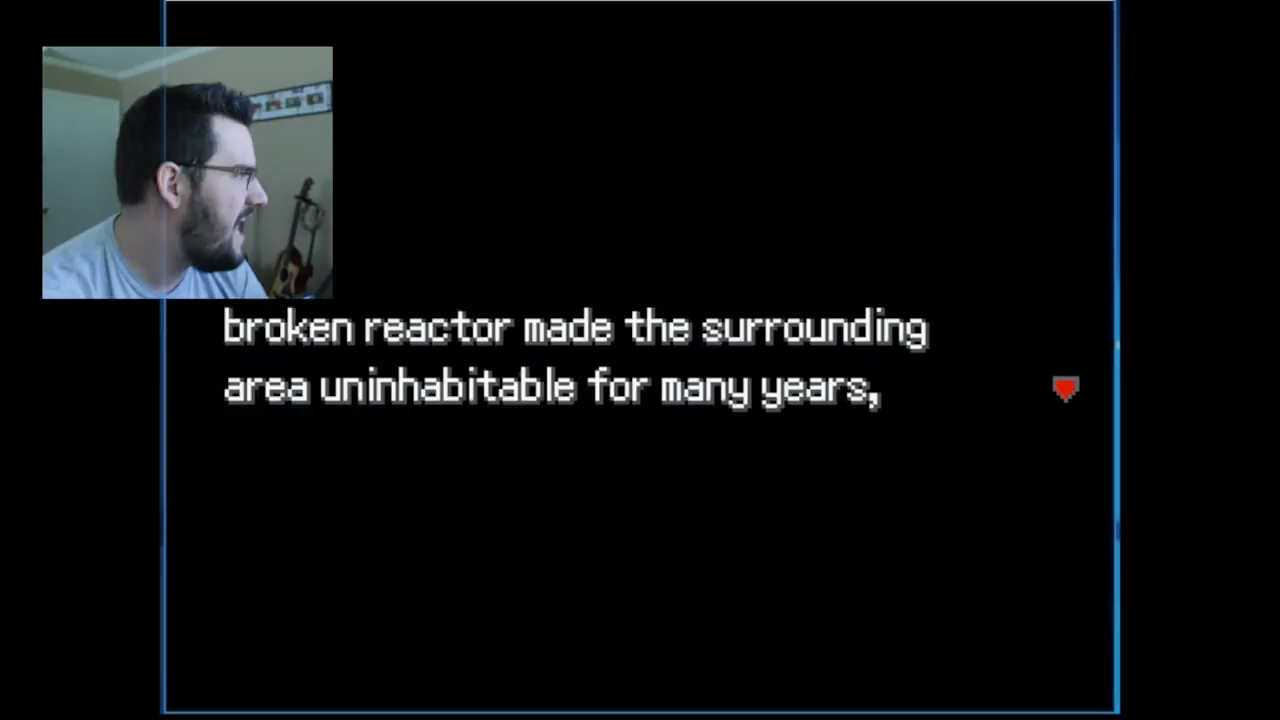 broken reactor made the surrounding
area uninhabitable for many years,